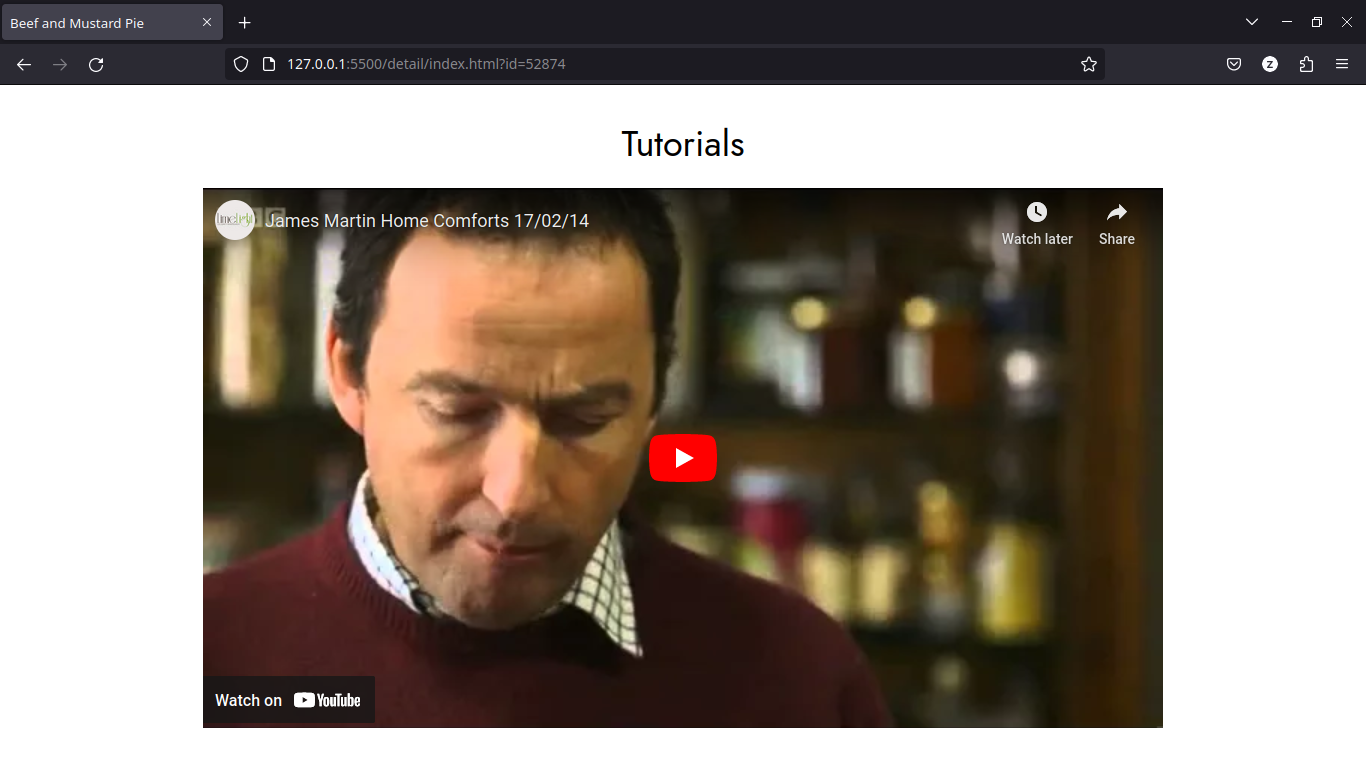 Beef and Mustard Pie
127.0.0.1:5500/detail/index.html?id=52874
Z
Tutorials
James Martin Home Comforts 17/02/14
Watch later
Share
Watch on YouTube